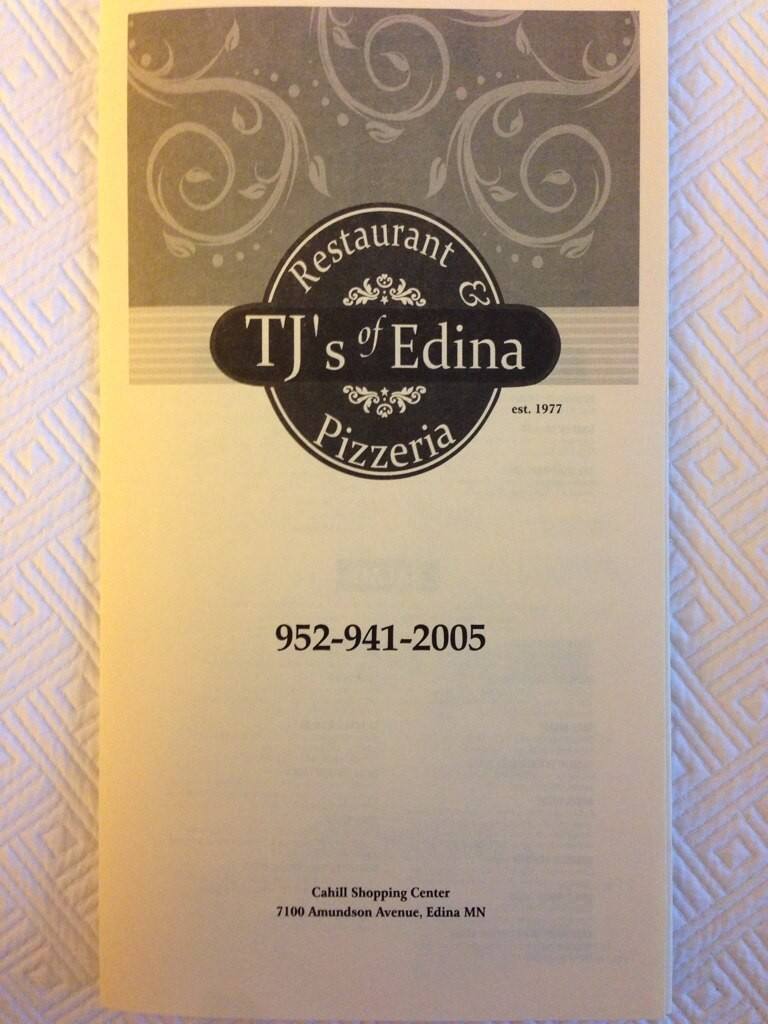 Restaurant &
TJ's of Edina
Pizzeria
est. 1977
952-941-2005
Cahill Shopping Center
7100 Amundson Avenue, Edina MN